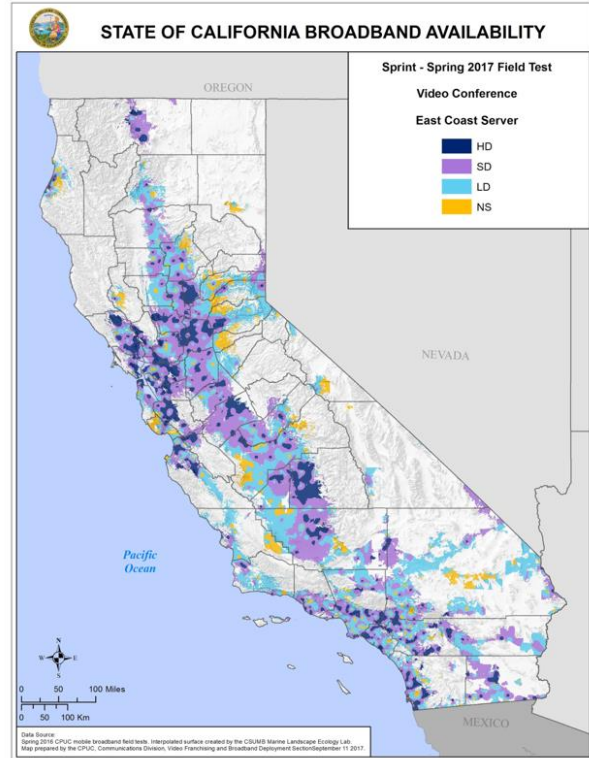 STATE OF CALIFORNIA BROADBAND AVAILABILITY
Sprint - Spring 2017 Field Test
Video Conference
East Coast Server
HD
SD
LD
NS
OREGON
NEVADA
Pacific
Ocean
MEXICO
N
W
E
S
0 50 100 Miles
0 50 100 Km
Data Source:
Spring 2016 CPUC mobile broadband field tests. Interpolated surface created by the CSUMB Marine Landscape Ecology Lab.
Map prepared by the CPUC, Communications Division, Video Franchising and Broadband Deployment SectionSeptember 11 2017.